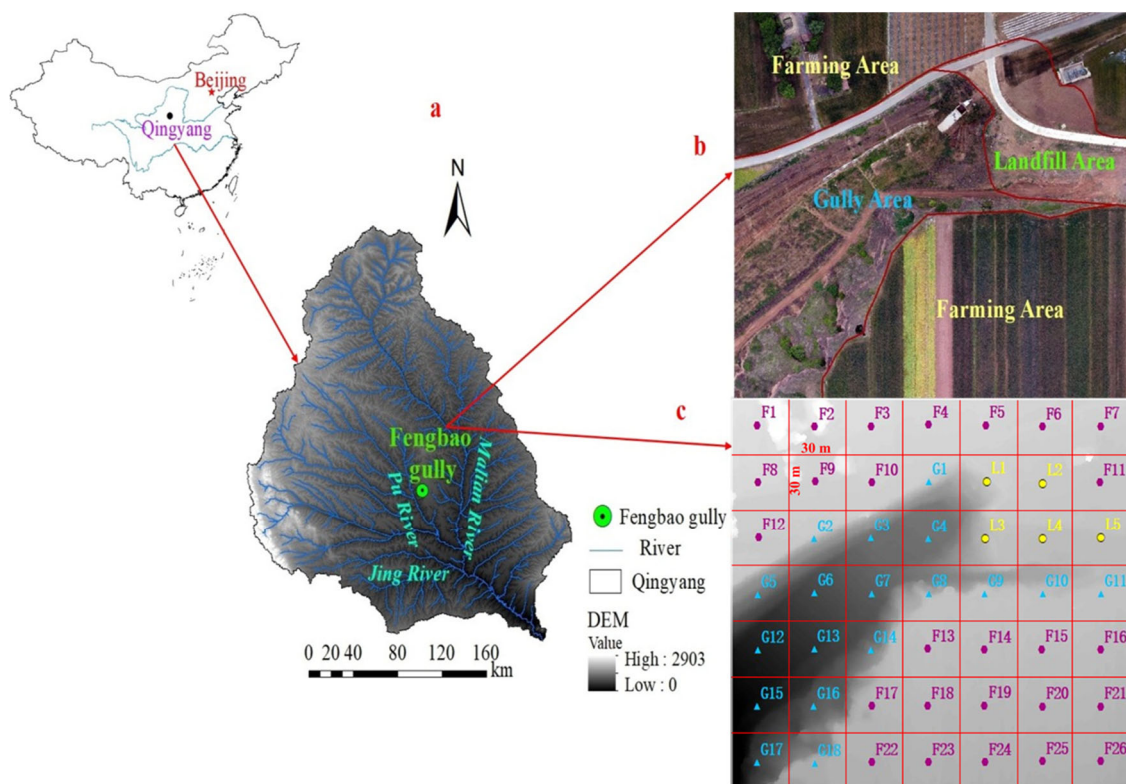 Beijing
Qingyang
a
N
Fengbao
gully
Pu River
Malian River
Jing River
Fengbao gully
River
Qingyang
DEM
Value
High : 2903
Low : 0
0 20 40 80 120 160
km
b
Farming Area
Landfill Area
Gully Area
Farming Area
c
F1 F2 F3 F4 F5 F6 F7
30 m
30 m
F8 F9 F10 G1 L1 L2 F11
F12 G2 G3 G4 L3 L4 L5
G5 G6 G7 G8 G9 G10 G11
G12 G13 G14 F13 F14 F15 F16
G15 G16 F17 F18 F19 F20 F21
G17 G18 F22 F23 F24 F25 F26